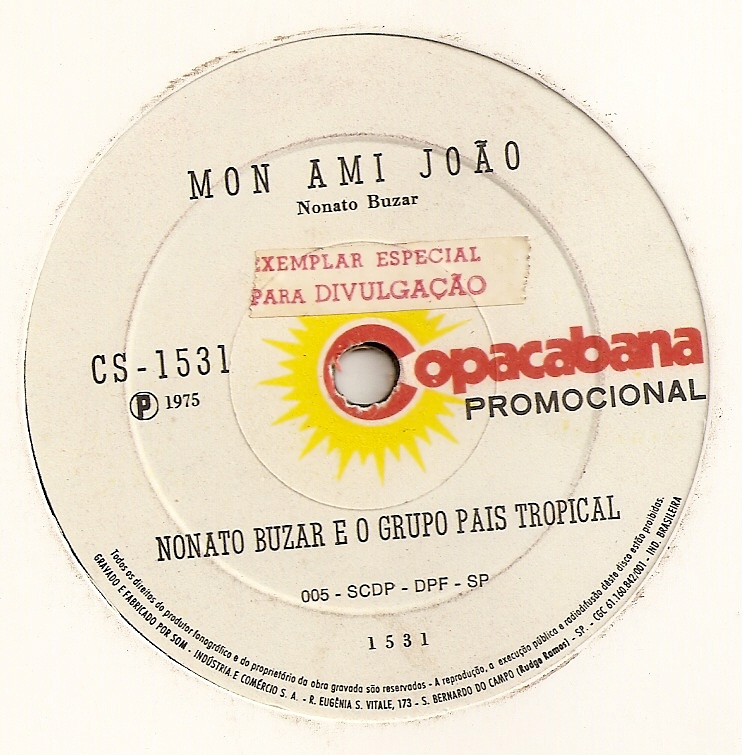 MON AMI JOÃO
Nonato Buzar
EXEMPLAR ESPECIAL
PARA DIVULGAÇÃO
CS-1531
Ⓟ 1975
Copacabana
PROMOCIONAL
NONATO BUZAR E O GRUPO PAIS TROPICAL
005 - SCDP - DPF - SP
1531
Todos os direitos do produtor fonográfico e do proprietário da obra gravada são reservados - A reprodução, a execução pública e radiodifusão dêste disco estão proibidas.
GRAVADO E FABRICADO POR SOM - INDÚSTRIA E COMÉRCIO S. A. - R. EUGÊNIA S. VITALE, 173 - S. BERNARDO DO CAMPO (Rudge Ramos) - SP. - CGC 61.160.842/001 - IND. BRASILEIRA